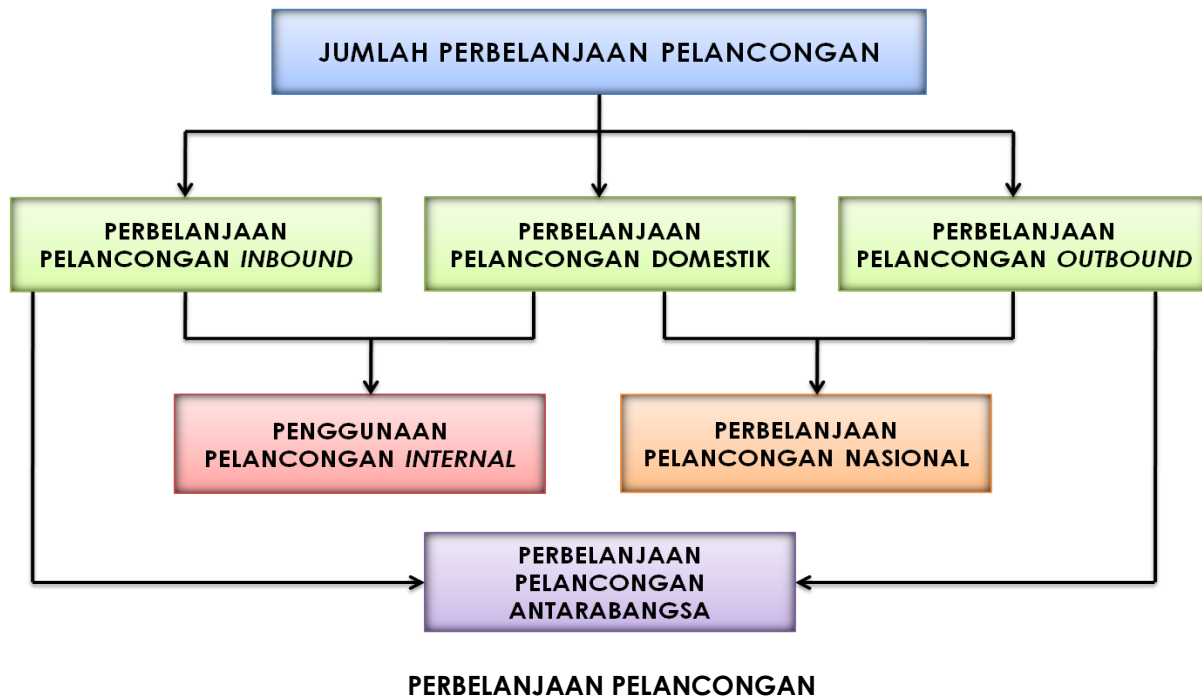 JUMLAH PERBELANJAAN PELANCONGAN
PERBELANJAAN
PELANCONGAN INBOUND
PERBELANJAAN
PELANCONGAN DOMESTIK
PERBELANJAAN
PELANCONGAN OUTBOUND
PENGGUNAAN
PELANCONGAN INTERNAL
PERBELANJAAN
PELANCONGAN NASIONAL
PERBELANJAAN
PELANCONGAN
ANTARABANGSA
PERBELANJAAN PELANCONGAN